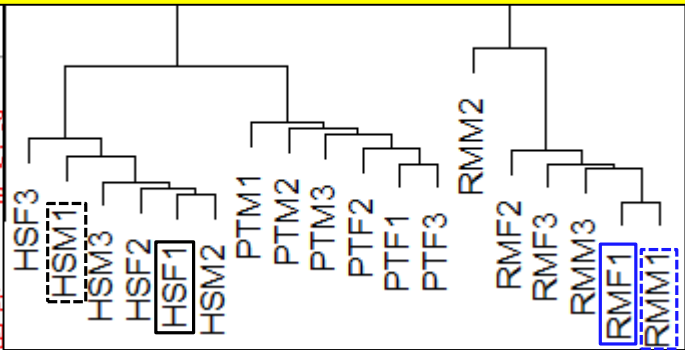 HSF3
HSM1
HSM3
HSF2
HSF1
HSM2
PTM1
PTM2
PTM3
PTF2
PTF1
PTF3
RMM2
RMF2
RMF3
RMM3
RMF1
RMM1